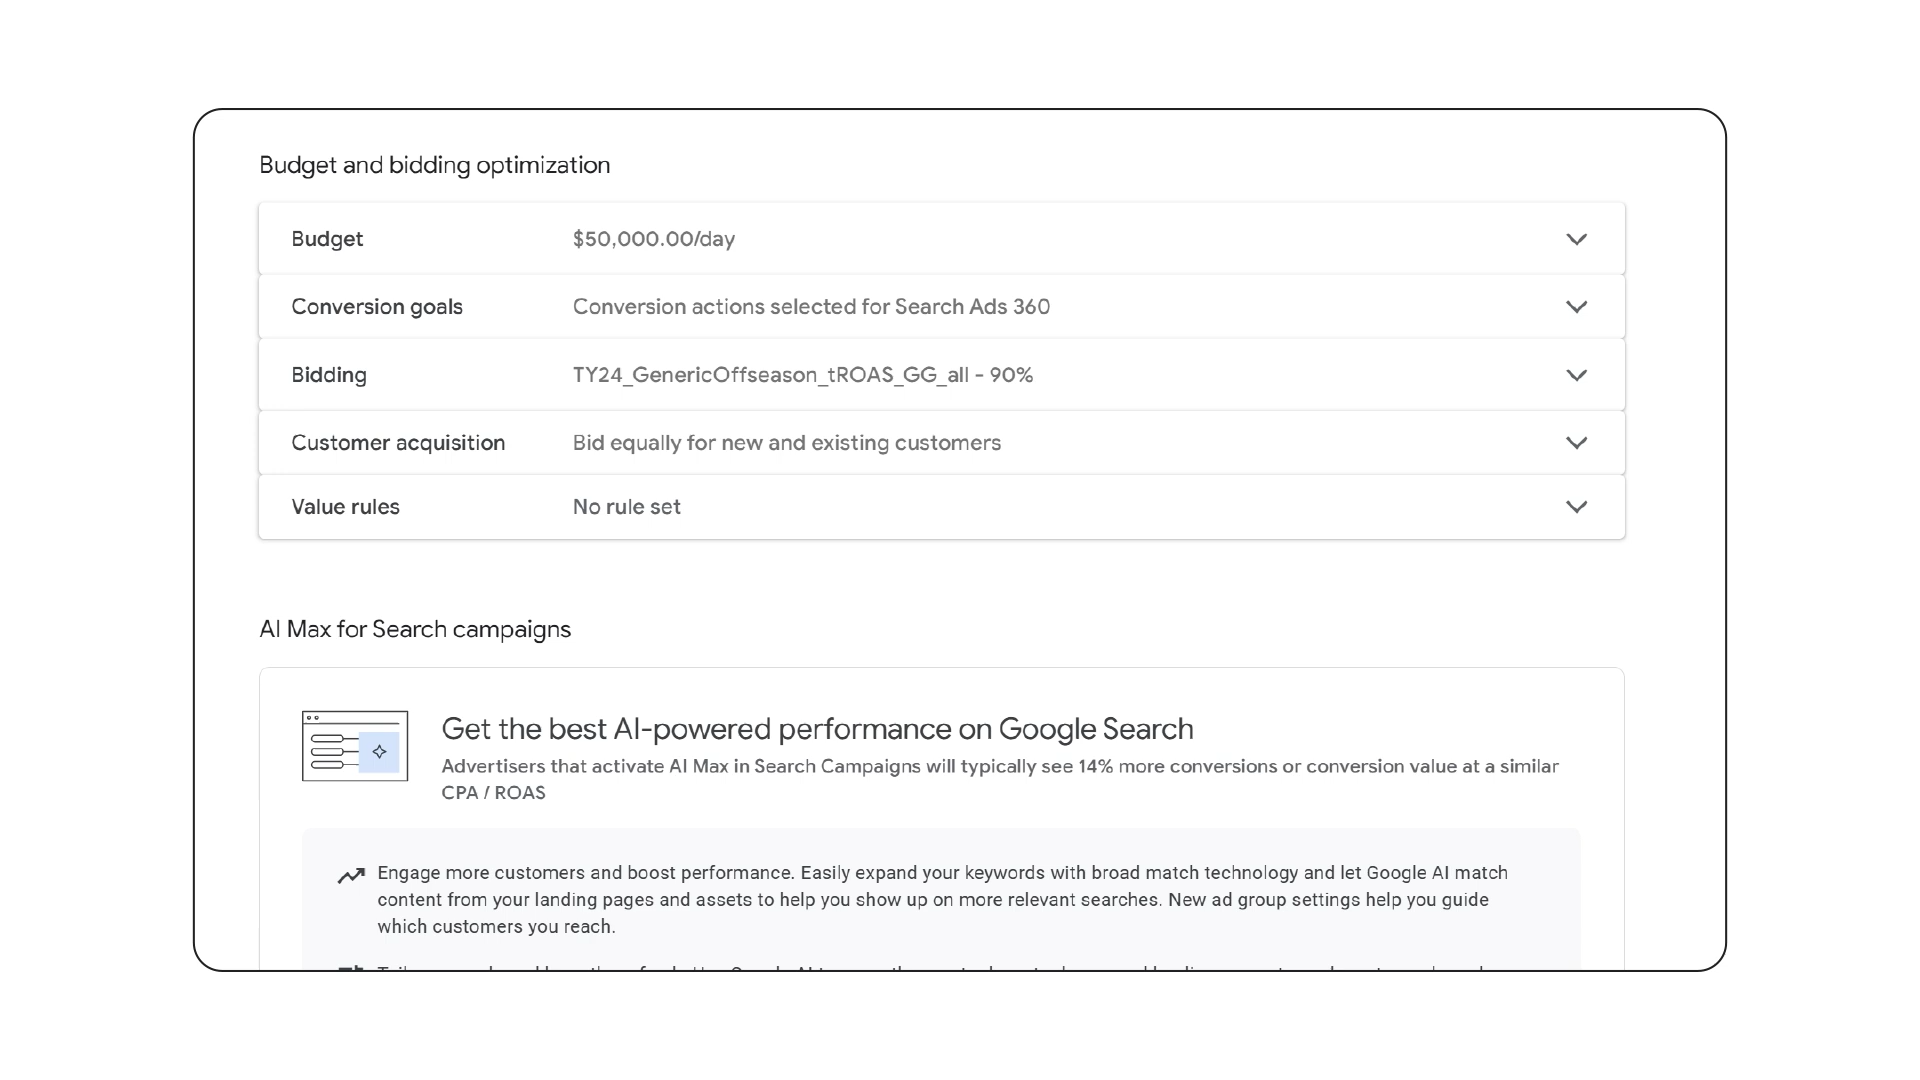 Budget and bidding optimization
Budget $50,000.00/day
Conversion goals Conversion actions selected for Search Ads 360
Bidding TY24_GenericOffseason_tROAS_GG_all - 90%
Customer acquisition Bid equally for new and existing customers
Value rules No rule set
AI Max for Search campaigns
Get the best AI-powered performance on Google Search
Advertisers that activate AI Max in Search Campaigns will typically see 14% more conversions or conversion value at a similar
CPA / ROAS
Engage more customers and boost performance. Easily expand your keywords with broad match technology and let Google AI match
content from your landing pages and assets to help you show up on more relevant searches. New ad group settings help you guide
which customers you reach.